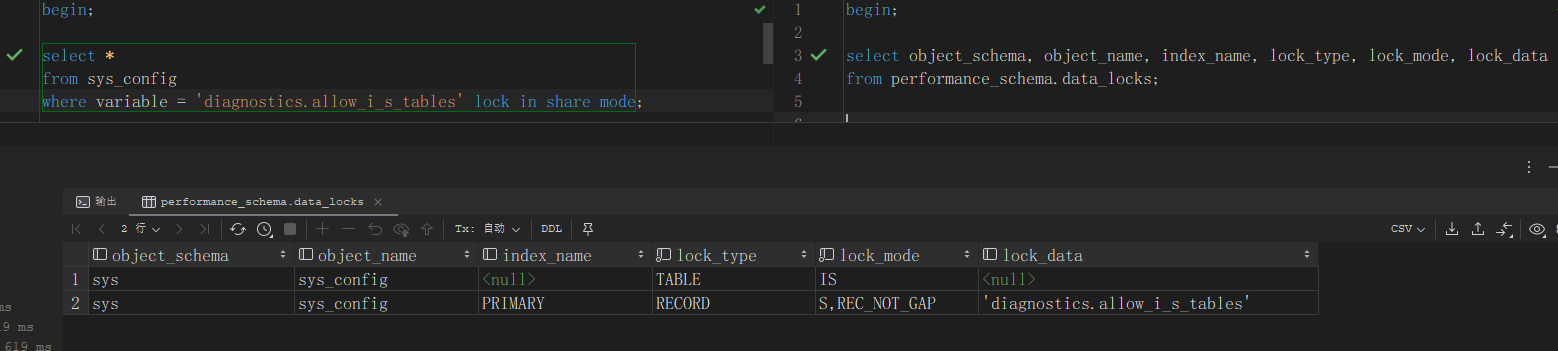 begin;
select *
from sys_config
where variable = 'diagnostics.allow_i_s_tables' lock in share mode;
1 begin;
2
3 select object_schema, object_name, index_name, lock_type, lock_mode, lock_data
4 from performance_schema.data_locks;
5
输出 performance_schema.data_locks ×
2 行 Tx: 自动 DDL CSV
object_schema object_name index_name lock_type lock_mode lock_data
1 sys sys_config <null> TABLE IS <null>
2 sys sys_config PRIMARY RECORD S,REC_NOT_GAP 'diagnostics.allow_i_s_tables'
ms
19 ms
619 ms